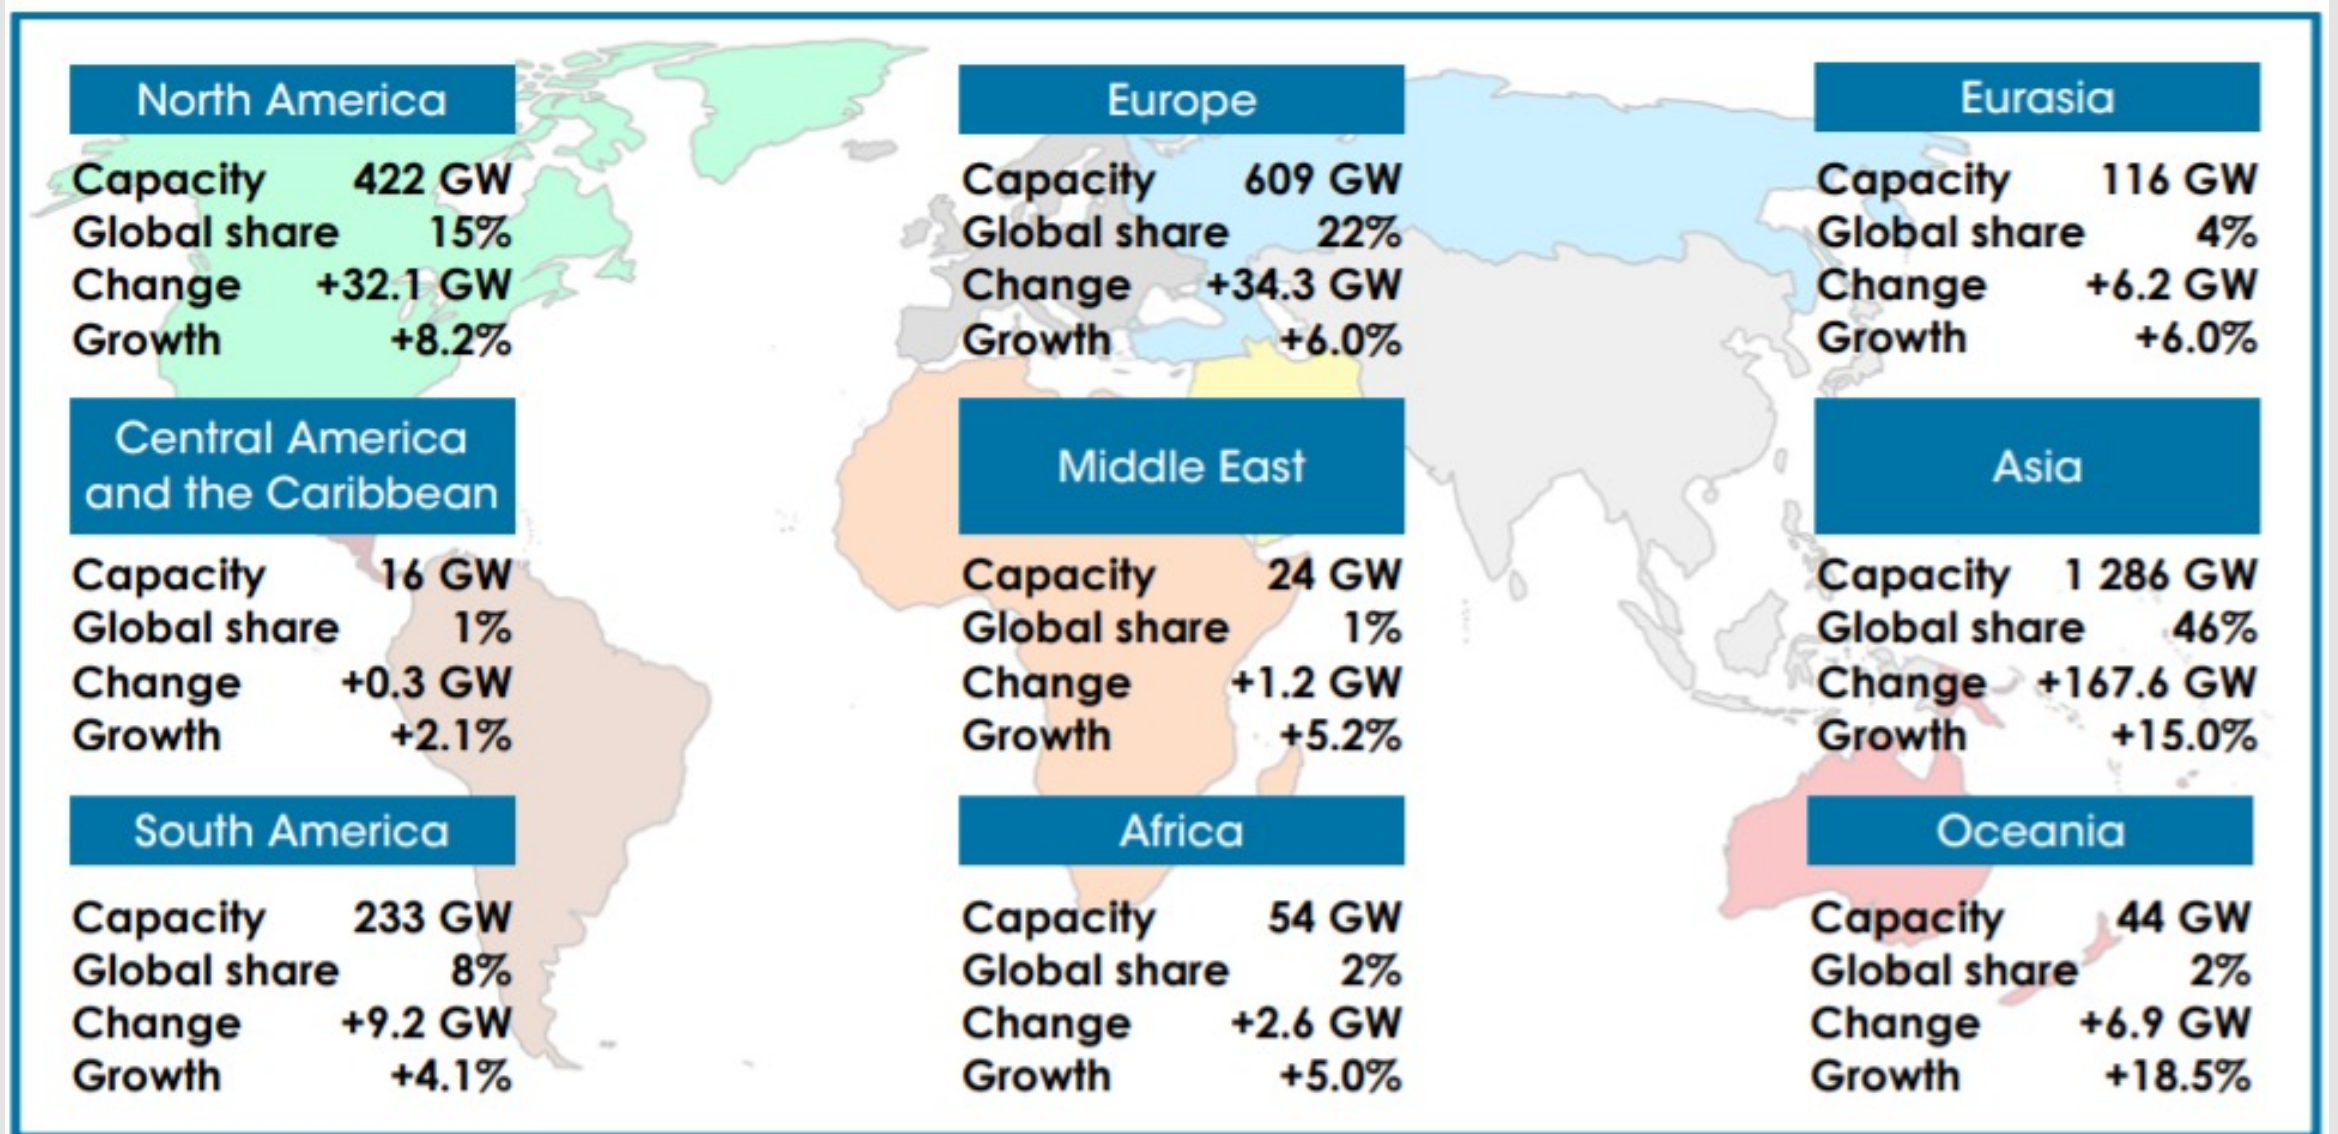 North America
Capacity 422 GW
Global share 15%
Change +32.1 GW
Growth +8.2%
Europe
Capacity 609 GW
Global share 22%
Change +34.3 GW
Growth +6.0%
Eurasia
Capacity 116 GW
Global share 4%
Change +6.2 GW
Growth +6.0%
Central America
and the Caribbean
Capacity 16 GW
Global share 1%
Change +0.3 GW
Growth +2.1%
Middle East
Capacity 24 GW
Global share 1%
Change +1.2 GW
Growth +5.2%
Asia
Capacity 1 286 GW
Global share 46%
Change +167.6 GW
Growth +15.0%
South America
Capacity 233 GW
Global share 8%
Change +9.2 GW
Growth +4.1%
Africa
Capacity 54 GW
Global share 2%
Change +2.6 GW
Growth +5.0%
Oceania
Capacity 44 GW
Global share 2%
Change +6.9 GW
Growth +18.5%